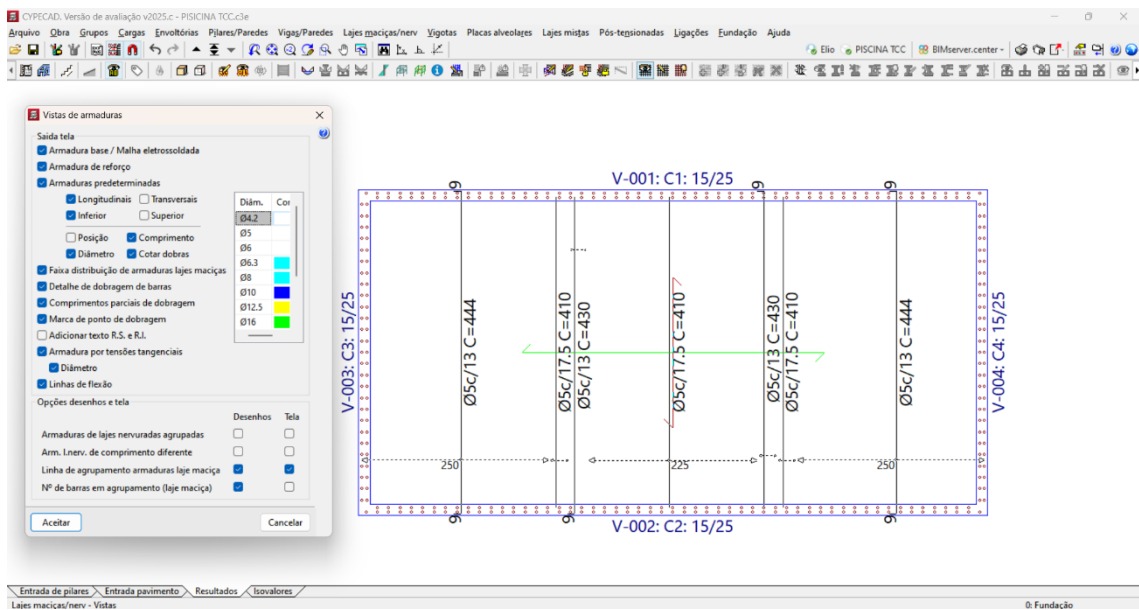 CYPECAD. Versão de avaliação v2025.c - PISICINA TCC.c3e
Arquivo Obra Grupos Cargas Envoltórias Pilares/Paredes Vigas/Paredes Lajes maciças/nerv Vigotas Placas alveolares Lajes mistas Pós-tensionadas Ligações Fundação Ajuda
Elio PISCINA TCC BIMserver.center
Vistas de armaduras
Saida tela
Armadura base / Malha eletrossoldada
Armadura de reforço
Armaduras predeterminadas
Longitudinais Transversais
Inferior Superior
Posição Comprimento
Diâmetro Cotar dobras
Faixa distribuição de armaduras lajes maciças
Detalhe de dobragem de barras
Comprimentos parciais de dobragem
Marca de ponto de dobragem
Adicionar texto R.S. e R.I.
Armadura por tensões tangenciais
Diâmetro
Linhas de flexão
Diâm. Cor
Ø4.2
Ø5
Ø6
Ø6.3
Ø8
Ø10
Ø12.5
Ø16
Opções desenhos e tela
Desenhos Tela
Armaduras de lajes nervuradas agrupadas
Arm. l.nerv. de comprimento diferente
Linha de agrupamento armaduras laje maciça
Nº de barras em agrupamento (laje maciça)
Aceitar Cancelar
V-001: C1: 15/25
9 9 9
V-003: C3: 15/25
Ø5c/13 C=444
Ø5c/17.5 C=410
Ø5c/13 C=430
Ø5c/17.5 C=410
Ø5c/13 C=430
Ø5c/17.5 C=410
Ø5c/13 C=444
V-004: C4: 15/25
250 225 250
9 9 9
V-002: C2: 15/25
Entrada de pilares Entrada pavimento Resultados Isovalores
Lajes maciças/nerv - Vistas 0: Fundação